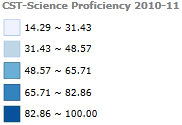 CST-Science Proficiency 2010-11
14.29 ~ 31.43
31.43 ~ 48.57
48.57 ~ 65.71
65.71 ~ 82.86
82.86 ~ 100.00